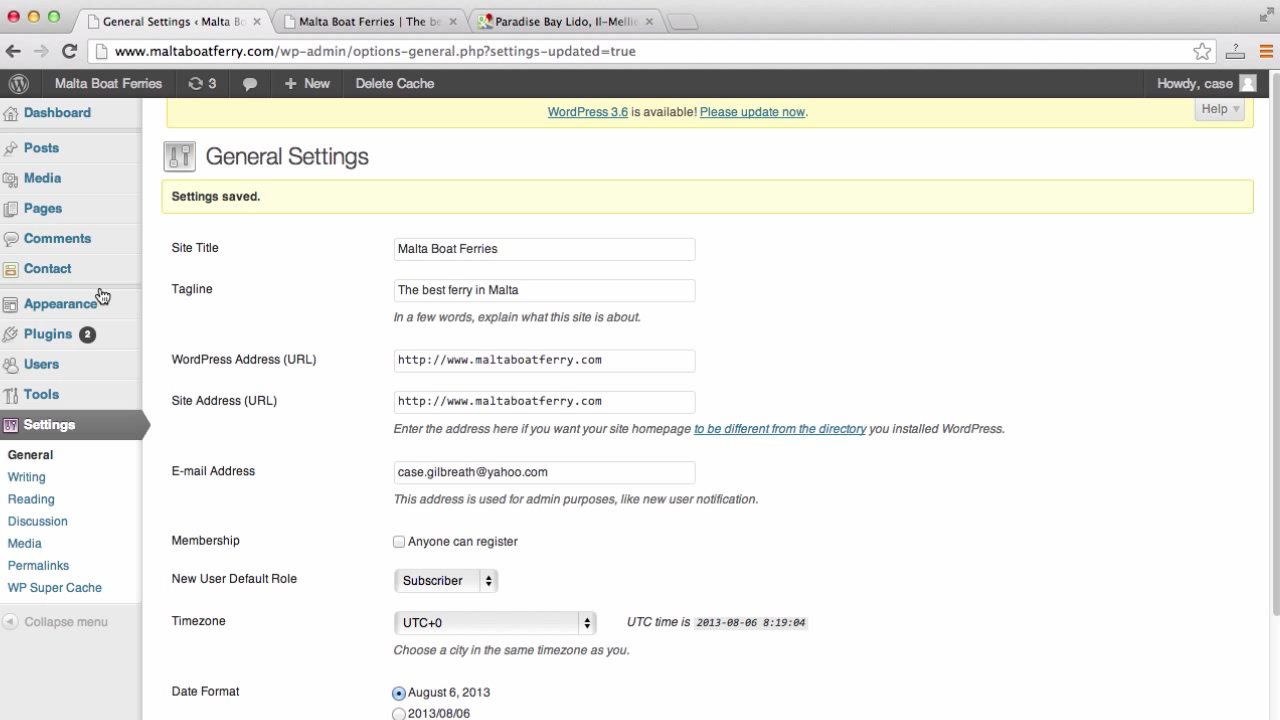 General Settings ‹ Malta Bo
Malta Boat Ferries | The be
Paradise Bay Lido, Il-Mellie
www.maltaboatferry.com/wp-admin/options-general.php?settings-updated=true
Malta Boat Ferries 3 + New Delete Cache Howdy, case
WordPress 3.6 is available! Please update now.
Help
Dashboard
Posts
Media
Pages
Comments
Contact
Appearance
Plugins 2
Users
Tools
Settings
General
Writing
Reading
Discussion
Media
Permalinks
WP Super Cache
Collapse menu
General Settings
Settings saved.
Site Title Malta Boat Ferries
Tagline The best ferry in Malta
In a few words, explain what this site is about.
WordPress Address (URL) http://www.maltaboatferry.com
Site Address (URL) http://www.maltaboatferry.com
Enter the address here if you want your site homepage to be different from the directory you installed WordPress.
E-mail Address case.gilbreath@yahoo.com
This address is used for admin purposes, like new user notification.
Membership Anyone can register
New User Default Role Subscriber
Timezone UTC+0 UTC time is 2013-08-06 8:19:04
Choose a city in the same timezone as you.
Date Format August 6, 2013
2013/08/06